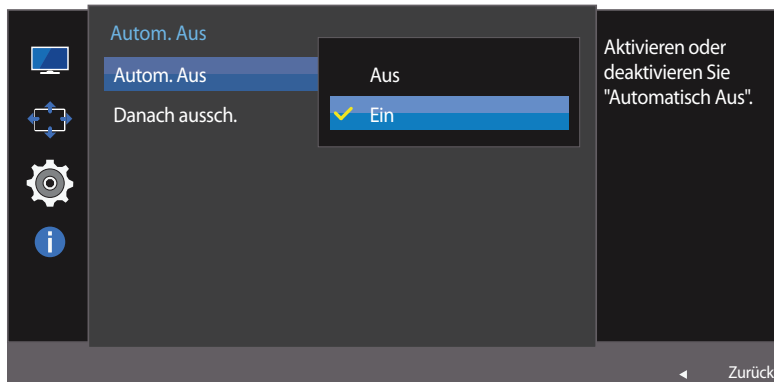 Autom. Aus
Autom. Aus
Danach aussch.
Aus
Ein
Aktivieren oder
deaktivieren Sie
"Automatisch Aus".
Zurück